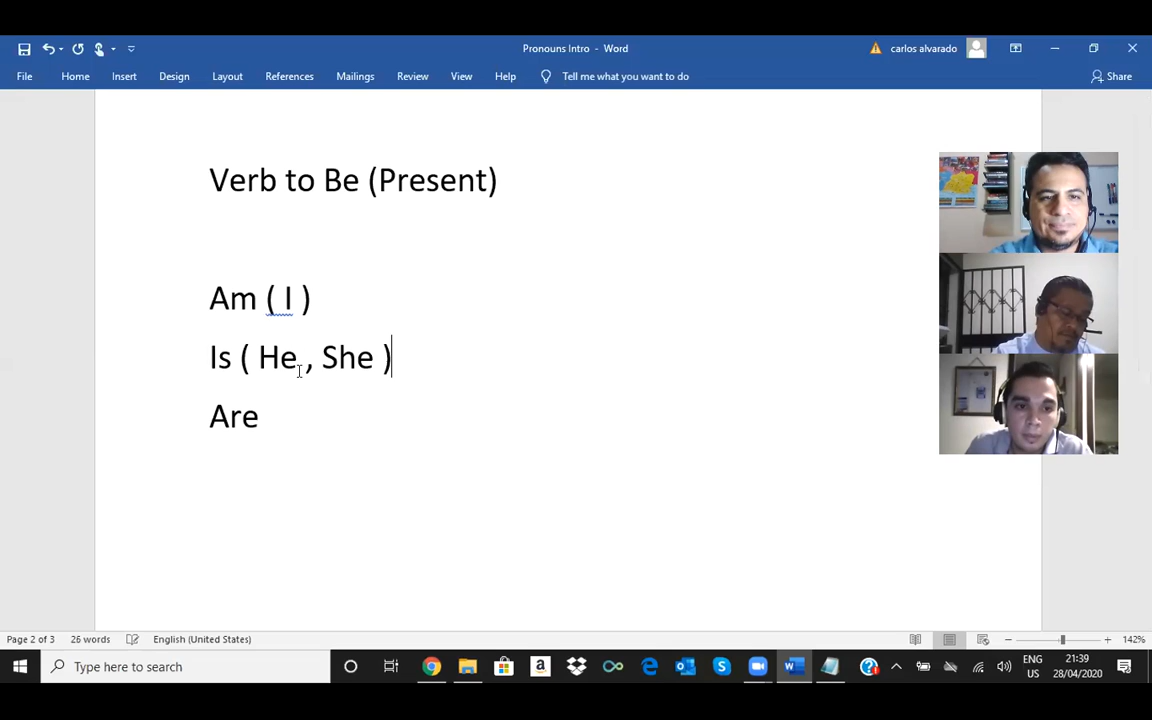 Pronouns Intro - Word
carlos alvarado
File Home Insert Design Layout References Mailings Review View Help Tell me what you want to do Share
Verb to Be (Present)
Am ( I )
Is ( He , She )
Are
Page 2 of 3 26 words English (United States) 142%
Type here to search
ENG 21:39
US 28/04/2020